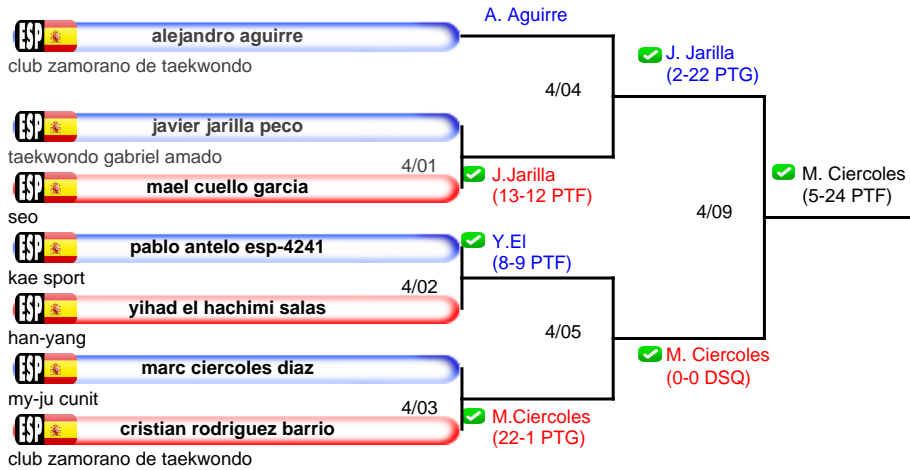 A. Aguirre
ESP alejandro aguirre
club zamorano de taekwondo
J. Jarilla
(2-22 PTG)
4/04
ESP javier jarilla peco
taekwondo gabriel amado
4/01
ESP mael cuello garcia
seo
J.Jarilla
(13-12 PTF)
M. Ciercoles
(5-24 PTF)
4/09
ESP pablo antelo esp-4241
kae sport
Y.El
(8-9 PTF)
4/02
ESP yihad el hachimi salas
han-yang
4/05
ESP marc ciercoles diaz
my-ju cunit
M. Ciercoles
(0-0 DSQ)
4/03
ESP cristian rodriguez barrio
club zamorano de taekwondo
M.Ciercoles
(22-1 PTG)